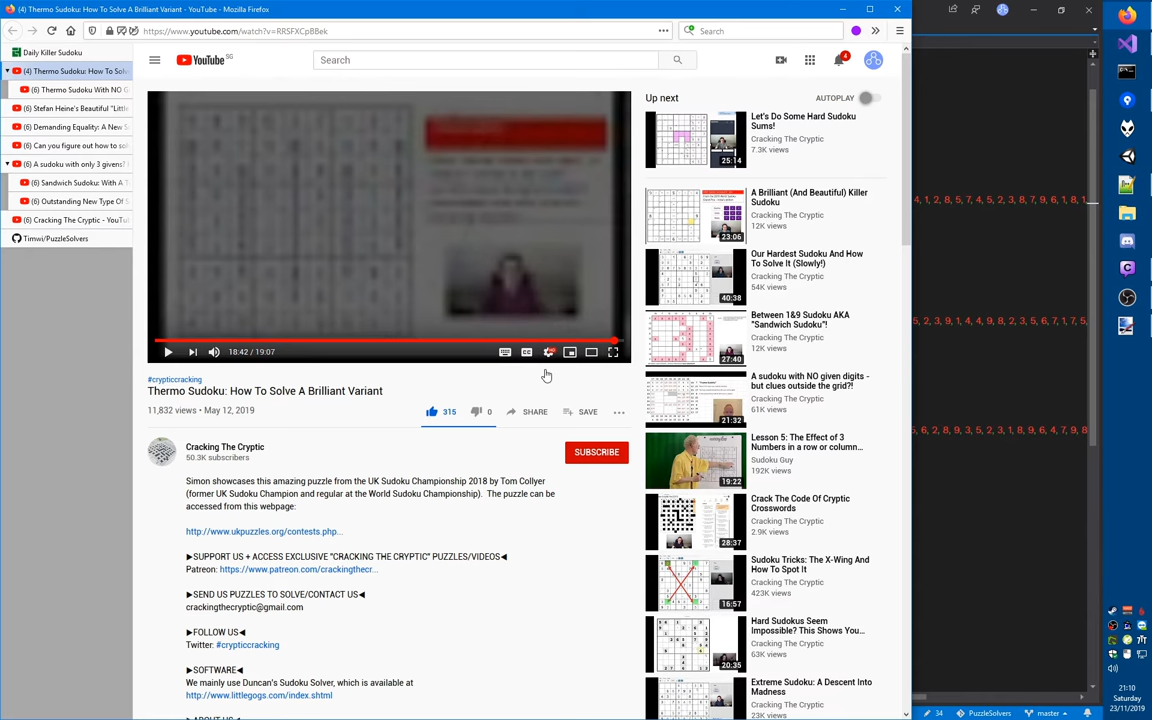 (4) Thermo Sudoku: How To Solve A Brilliant Variant - YouTube - Mozilla Firefox
https://www.youtube.com/watch?v=RRSFXCpBBek
Search
Daily Killer Sudoku
(4) Thermo Sudoku: How To Solv
(6) Thermo Sudoku With NO G
(6) Stefan Heine's Beautiful "Little
(6) Demanding Equality: A New S
(6) Can you figure out how to so
(6) A sudoku with only 3 givens?
(6) Sandwich Sudoku: With A T
(6) Outstanding New Type Of S
(6) Cracking The Cryptic - YouTu
Timwi/PuzzleSolvers
YouTube SG
Search
4
18:42 / 19:07
#crypticcracking
Thermo Sudoku: How To Solve A Brilliant Variant
11,832 views • May 12, 2019
315
0
SHARE
SAVE
Cracking The Cryptic
50.3K subscribers
SUBSCRIBE
Simon showcases this amazing puzzle from the UK Sudoku Championship 2018 by Tom Collyer
(former UK Sudoku Champion and regular at the World Sudoku Championship). The puzzle can be
accessed from this webpage:
http://www.ukpuzzles.org/contests.php...
▶SUPPORT US + ACCESS EXCLUSIVE "CRACKING THE CRYPTIC" PUZZLES/VIDEOS◀
Patreon: https://www.patreon.com/crackingthecr...
▶SEND US PUZZLES TO SOLVE/CONTACT US◀
crackingthecryptic@gmail.com
▶FOLLOW US◀
Twitter: #crypticcracking
▶SOFTWARE◀
We mainly use Duncan's Sudoku Solver, which is available at
http://www.littlegogs.com/index.shtml
Up next
AUTOPLAY
Let's Do Some Hard Sudoku
Sums!
Cracking The Cryptic
7.3K views
25:14
A Brilliant (And Beautiful) Killer
Sudoku
Cracking The Cryptic
12K views
23:06
Our Hardest Sudoku And How
To Solve It (Slowly!)
Cracking The Cryptic
54K views
40:38
Between 1&9 Sudoku AKA
"Sandwich Sudoku"!
Cracking The Cryptic
12K views
27:40
A sudoku with NO given digits -
but clues outside the grid?!
Cracking The Cryptic
61K views
21:32
Lesson 5: The Effect of 3
Numbers in a row or column...
Sudoku Guy
192K views
19:22
Crack The Code Of Cryptic
Crosswords
Cracking The Cryptic
2.9K views
28:37
Sudoku Tricks: The X-Wing And
How To Spot It
Cracking The Cryptic
423K views
16:57
Hard Sudokus Seem
Impossible? This Shows You...
Cracking The Cryptic
63K views
20:35
Extreme Sudoku: A Descent Into
Madness
Cracking The Cryptic
4, 1, 2, 8, 5, 7, 4, 5, 2, 3, 8, 7, 9, 6, 1, 8, 1,
5, 2, 3, 9, 1, 4, 4, 9, 8, 2, 3, 5, 6, 7, 1, 7, 5,
5, 6, 2, 8, 9, 3, 5, 2, 3, 1, 8, 9, 6, 4, 7, 9, 8
34
PuzzleSolvers
master
21:10
Saturday
23/11/2019